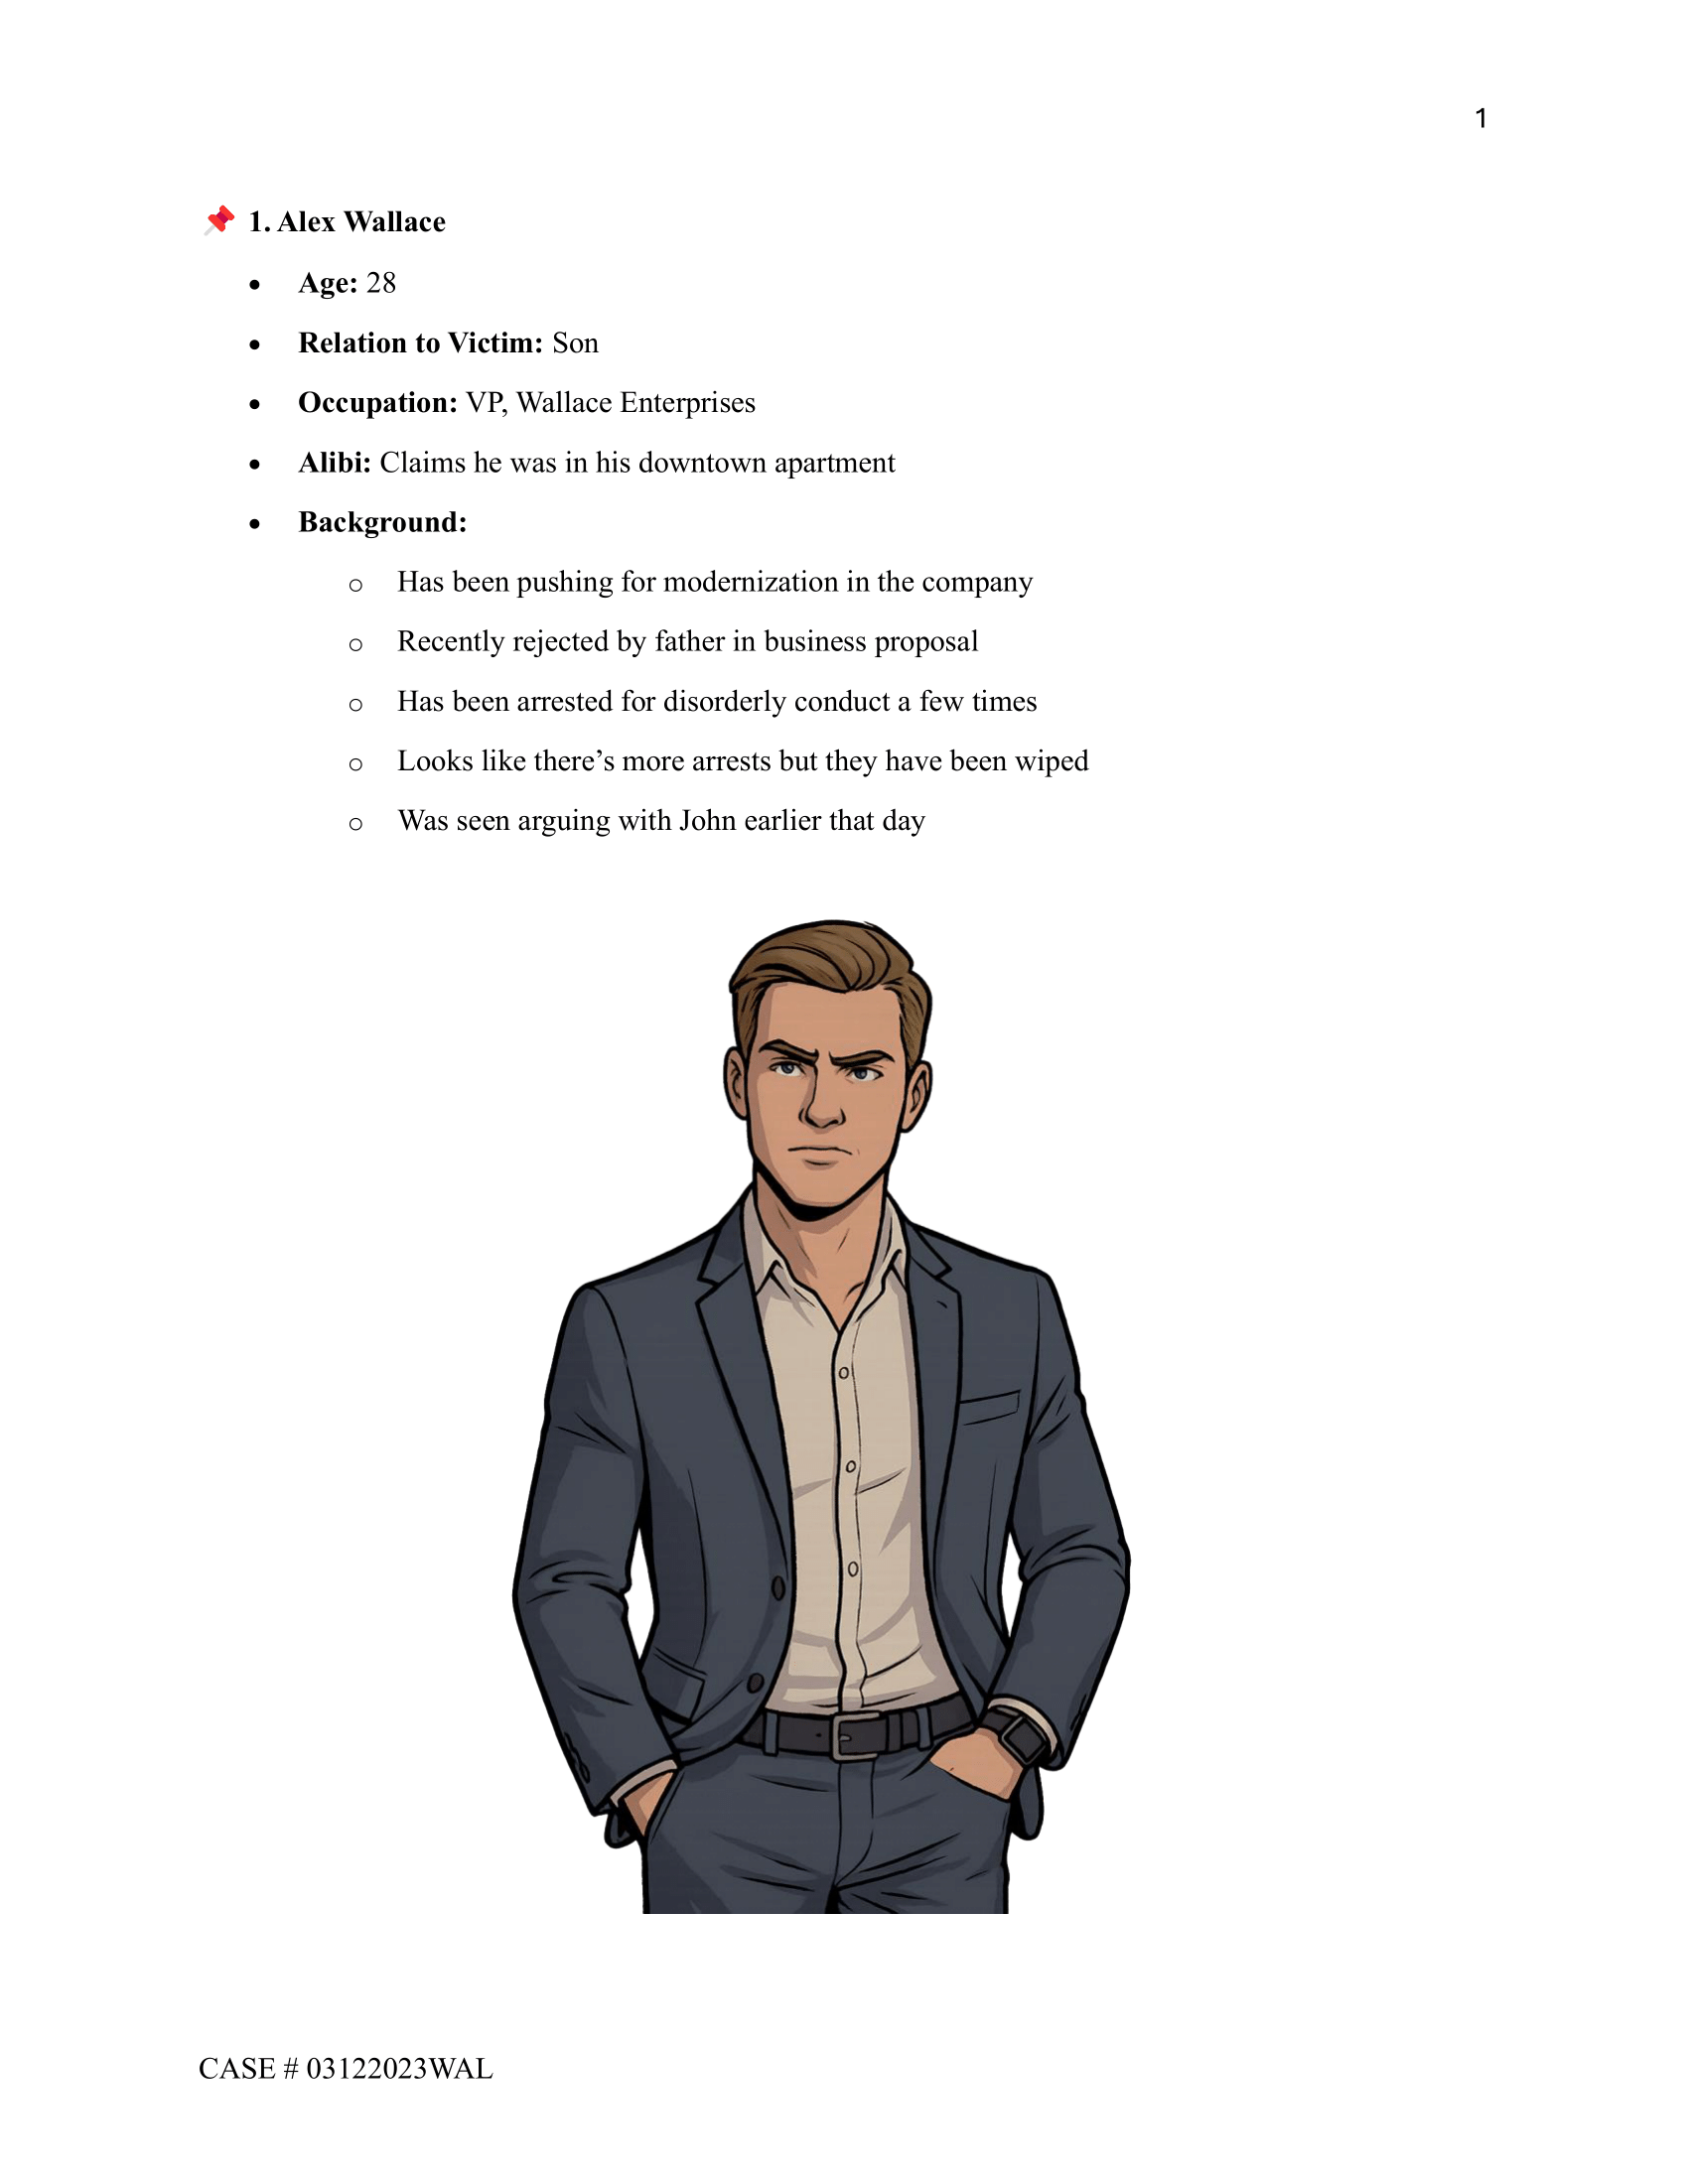 1
📌 1. Alex Wallace
• Age: 28
• Relation to Victim: Son
• Occupation: VP, Wallace Enterprises
• Alibi: Claims he was in his downtown apartment
• Background:
o Has been pushing for modernization in the company
o Recently rejected by father in business proposal
o Has been arrested for disorderly conduct a few times
o Looks like there’s more arrests but they have been wiped
o Was seen arguing with John earlier that day
CASE # 03122023WAL